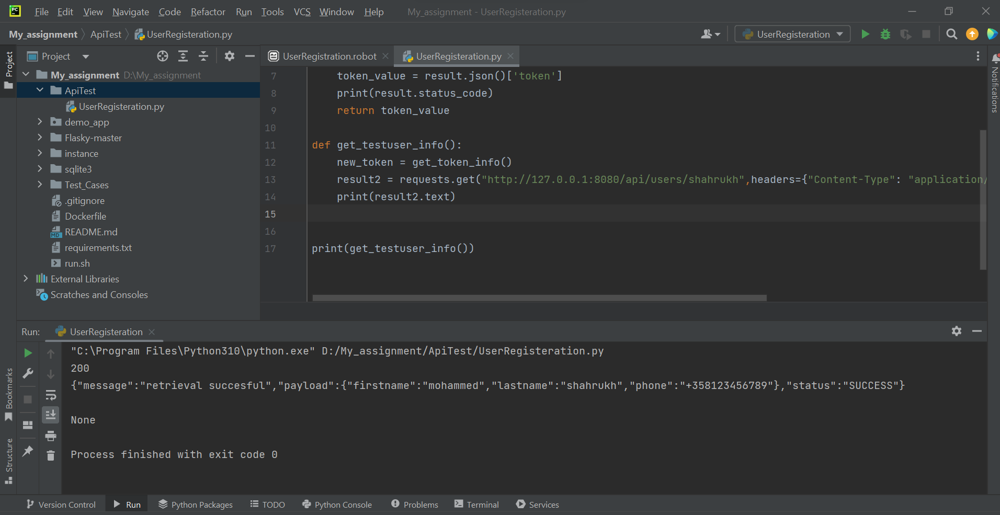 PC
File Edit View Navigate Code Refactor Run Tools VCS Window Help My_assignment - UserRegisteration.py
My_assignment ApiTest UserRegisteration.py UserRegisteration
Project
Project
UserRegistration.robot UserRegisteration.py
Notifications
My_assignment D:\My_assignment
ApiTest
UserRegisteration.py
demo_app
Flasky-master
instance
sqlite3
Test_Cases
.gitignore
Dockerfile
MD README.md
requirements.txt
run.sh
External Libraries
Scratches and Consoles
7 token_value = result.json()['token']
8 print(result.status_code)
9 return token_value
10
11 def get_testuser_info():
12 new_token = get_token_info()
13 result2 = requests.get("http://127.0.0.1:8080/api/users/shahrukh",headers={"Content-Type": "application/
14 print(result2.text)
15
16
17 print(get_testuser_info())
Run: UserRegisteration
"C:\Program Files\Python310\python.exe" D:/My_assignment/ApiTest/UserRegisteration.py
200
{"message":"retrieval succesful","payload":{"firstname":"mohammed","lastname":"shahrukh","phone":"+358123456789"},"status":"SUCCESS"}
None
Process finished with exit code 0
Bookmarks
Structure
Version Control Run Python Packages TODO Python Console Problems Terminal Services